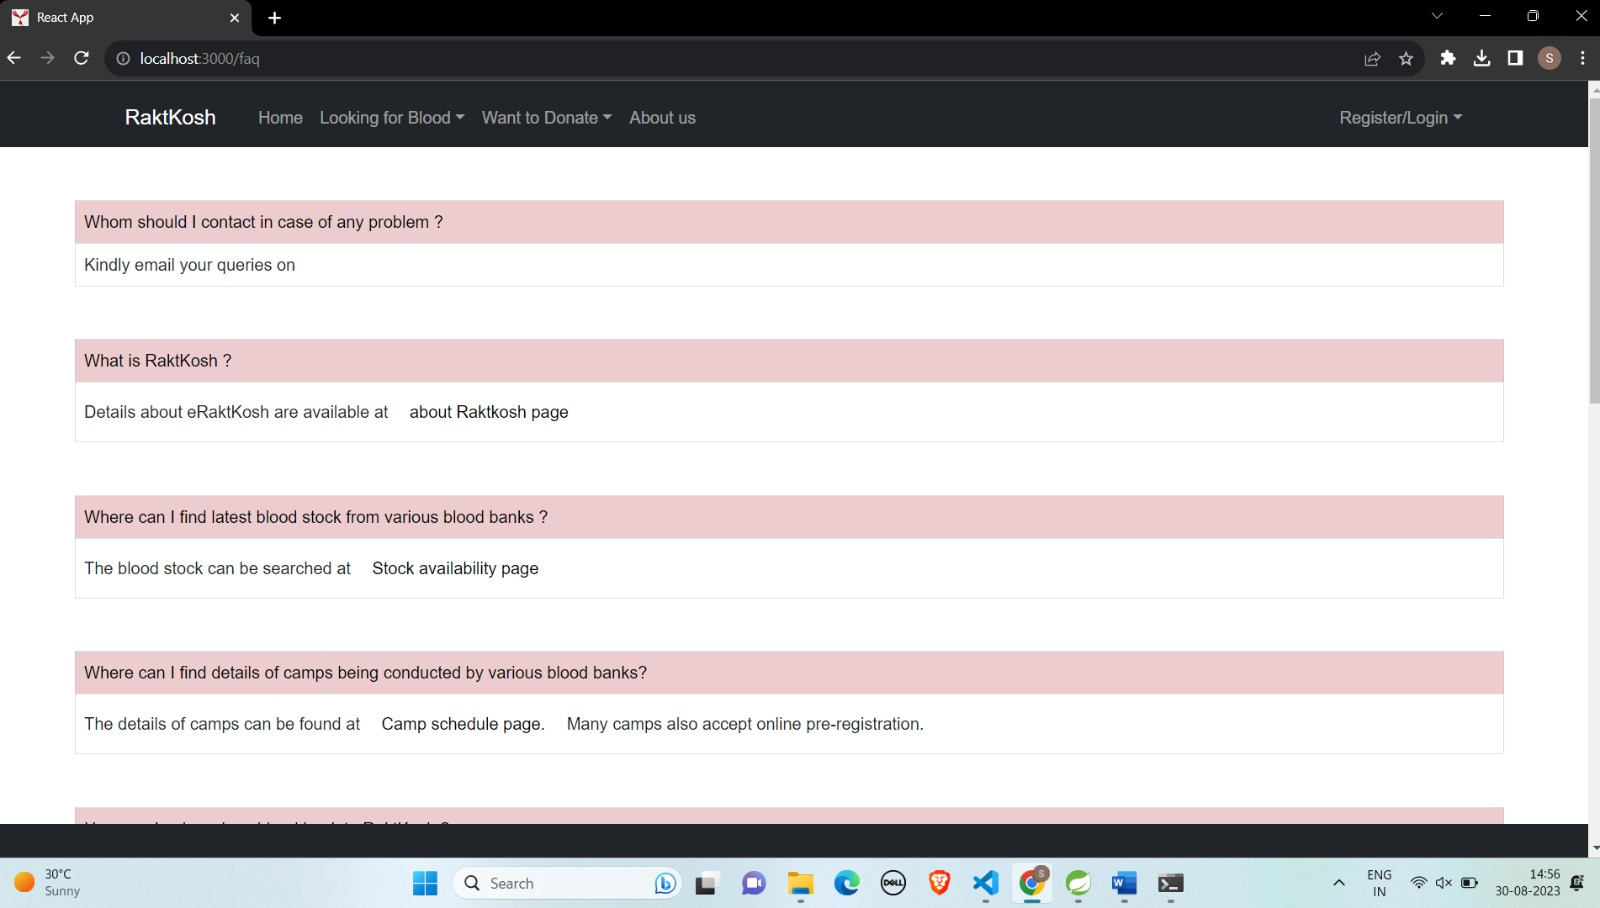 React App
localhost:3000/faq
S
RaktKosh
Home
Looking for Blood
Want to Donate
About us
Register/Login
Whom should I contact in case of any problem ?
Kindly email your queries on
What is RaktKosh ?
Details about eRaktKosh are available at about Raktkosh page
Where can I find latest blood stock from various blood banks ?
The blood stock can be searched at Stock availability page
Where can I find details of camps being conducted by various blood banks?
The details of camps can be found at Camp schedule page. Many camps also accept online pre-registration.
30°C
Sunny
Search
DELL
S
W
ENG
IN
14:56
30-08-2023